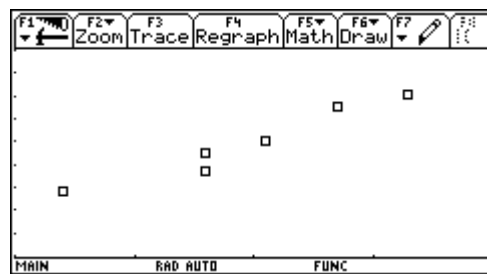 F1 F2 Zoom F3 Trace F4 Regraph F5 Math F6 Draw F7
MAIN RAD AUTO FUNC